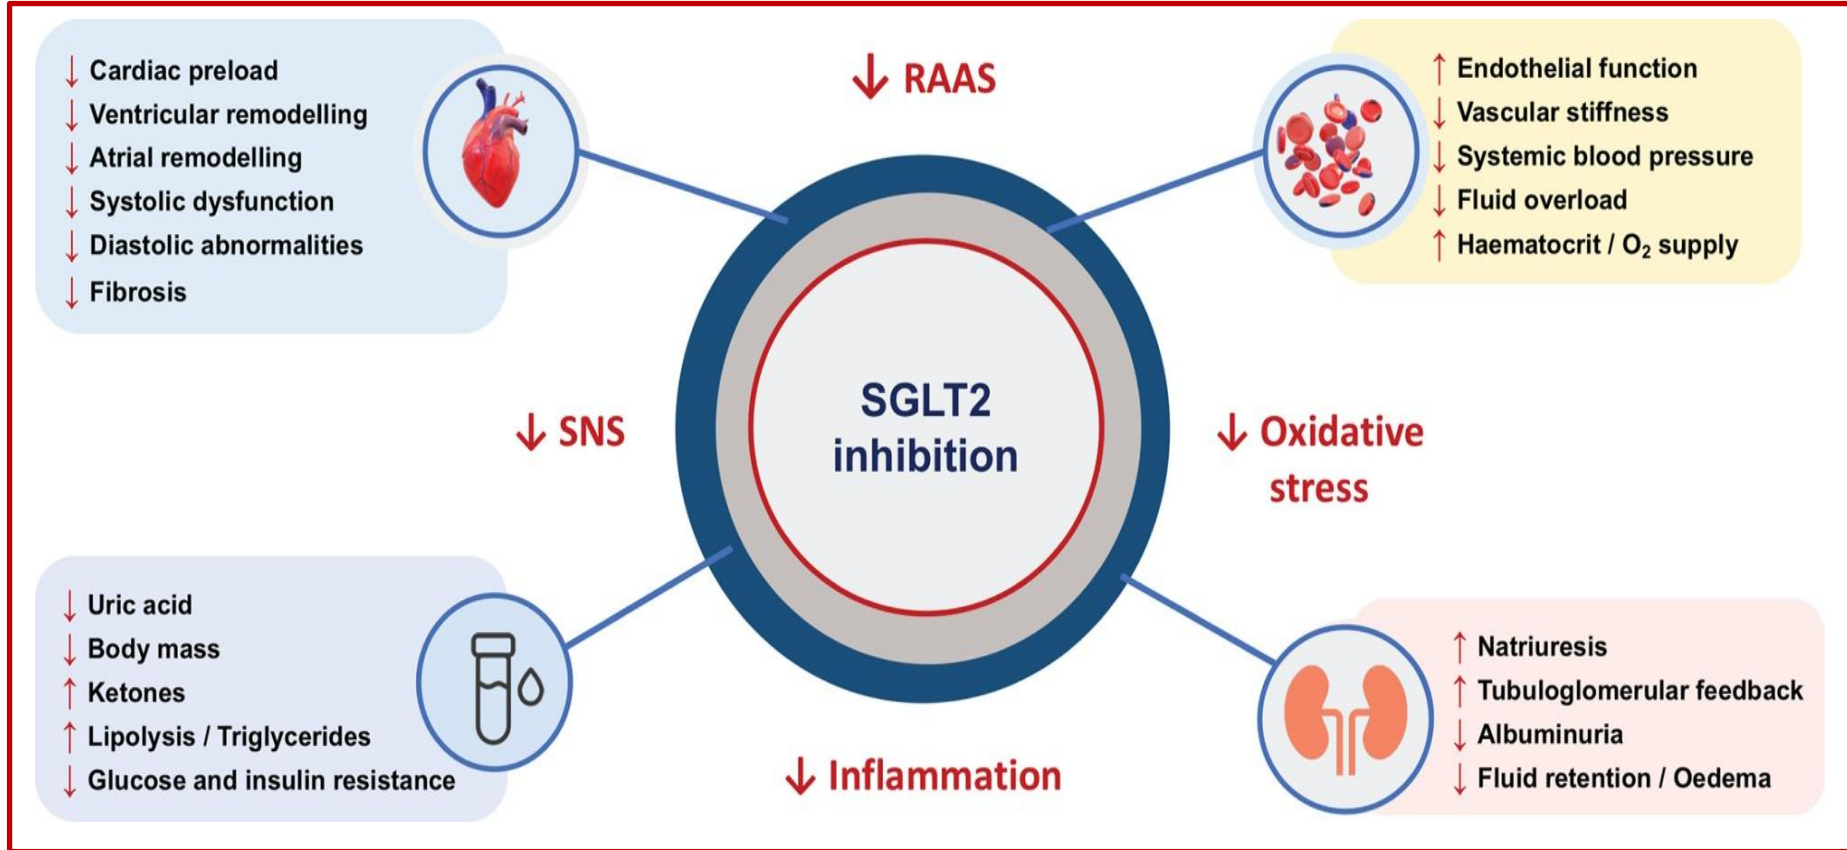 ↓ Cardiac preload
↓ Ventricular remodelling
↓ Atrial remodelling
↓ Systolic dysfunction
↓ Diastolic abnormalities
↓ Fibrosis
↓ RAAS
↑ Endothelial function
↓ Vascular stiffness
↓ Systemic blood pressure
↓ Fluid overload
↑ Haematocrit / O₂ supply
↓ SNS
SGLT2
inhibition
↓ Oxidative
stress
↓ Uric acid
↓ Body mass
↑ Ketones
↑ Lipolysis / Triglycerides
↓ Glucose and insulin resistance
↓ Inflammation
↑ Natriuresis
↑ Tubuloglomerular feedback
↓ Albuminuria
↓ Fluid retention / Oedema